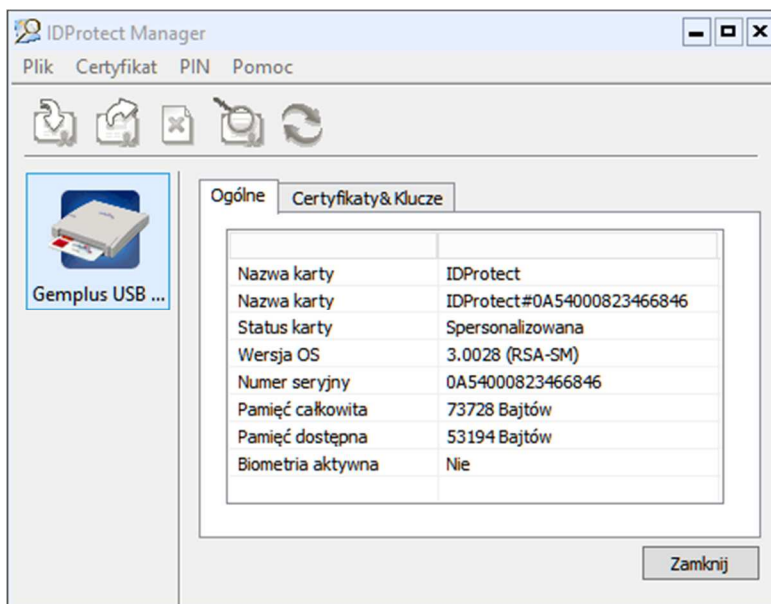 IDProtect Manager
Plik Certyfikat PIN Pomoc
Gemplus USB ...
Ogólne Certyfikaty& Klucze
Nazwa karty IDProtect
Nazwa karty IDProtect#0A54000823466846
Status karty Spersonalizowana
Wersja OS 3.0028 (RSA-SM)
Numer seryjny 0A54000823466846
Pamięć całkowita 73728 Bajtów
Pamięć dostępna 53194 Bajtów
Biometria aktywna Nie
Zamknij